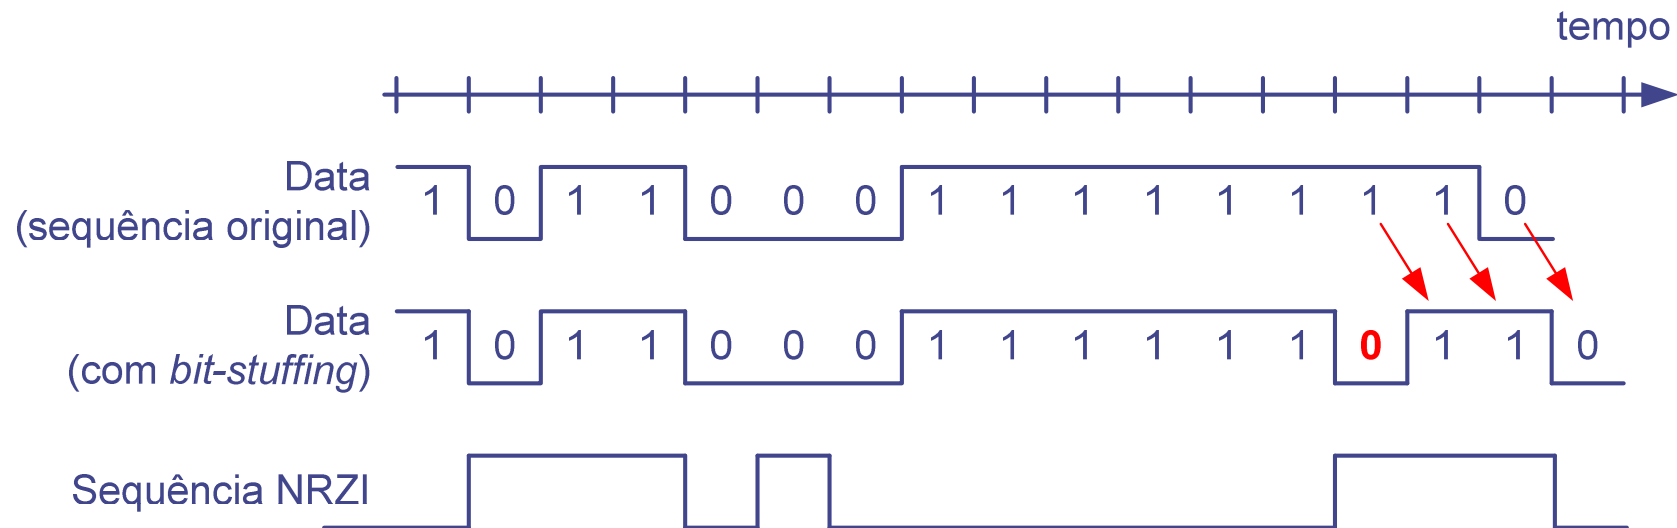 tempo
Data
(sequência original)
1 0 1 1 0 0 0 1 1 1 1 1 1 1 1 0
Data
(com bit-stuffing)
1 0 1 1 0 0 0 1 1 1 1 1 1 0 1 1 0
Sequência NRZI